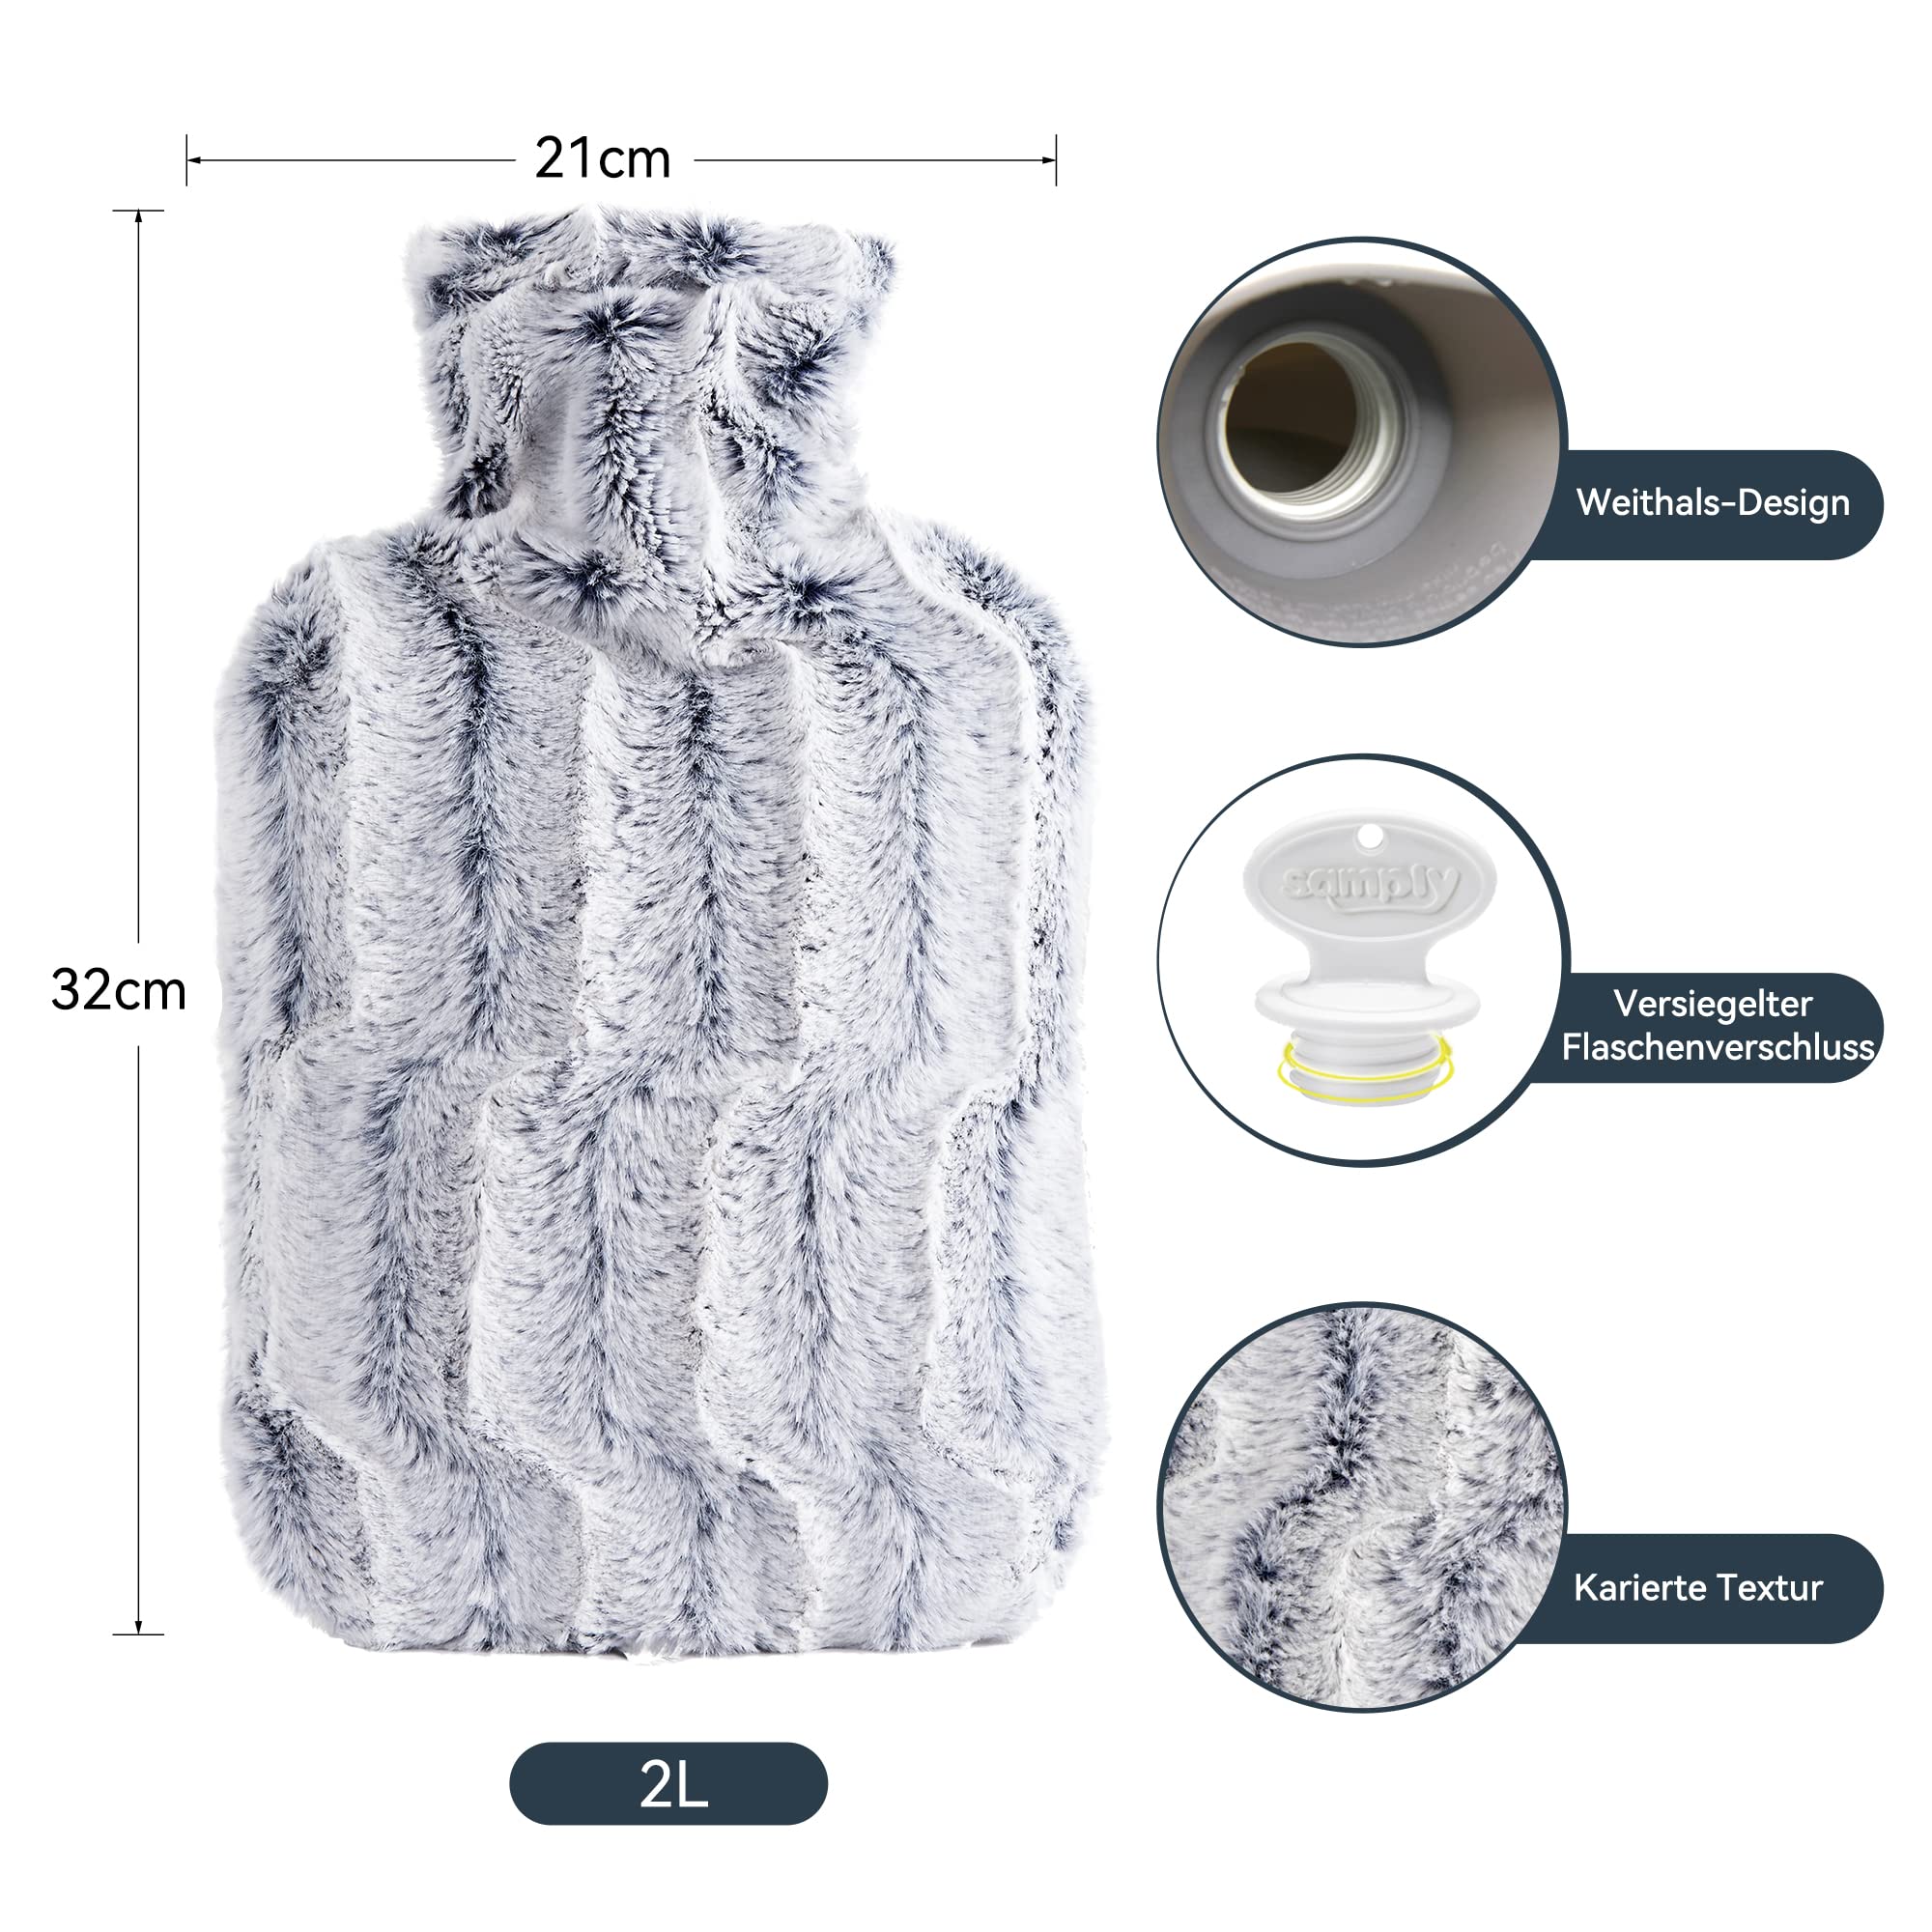 21cm
32cm
Weithals-Design
samply
Versiegelter
Flaschenverschluss
Karierte Textur
2L